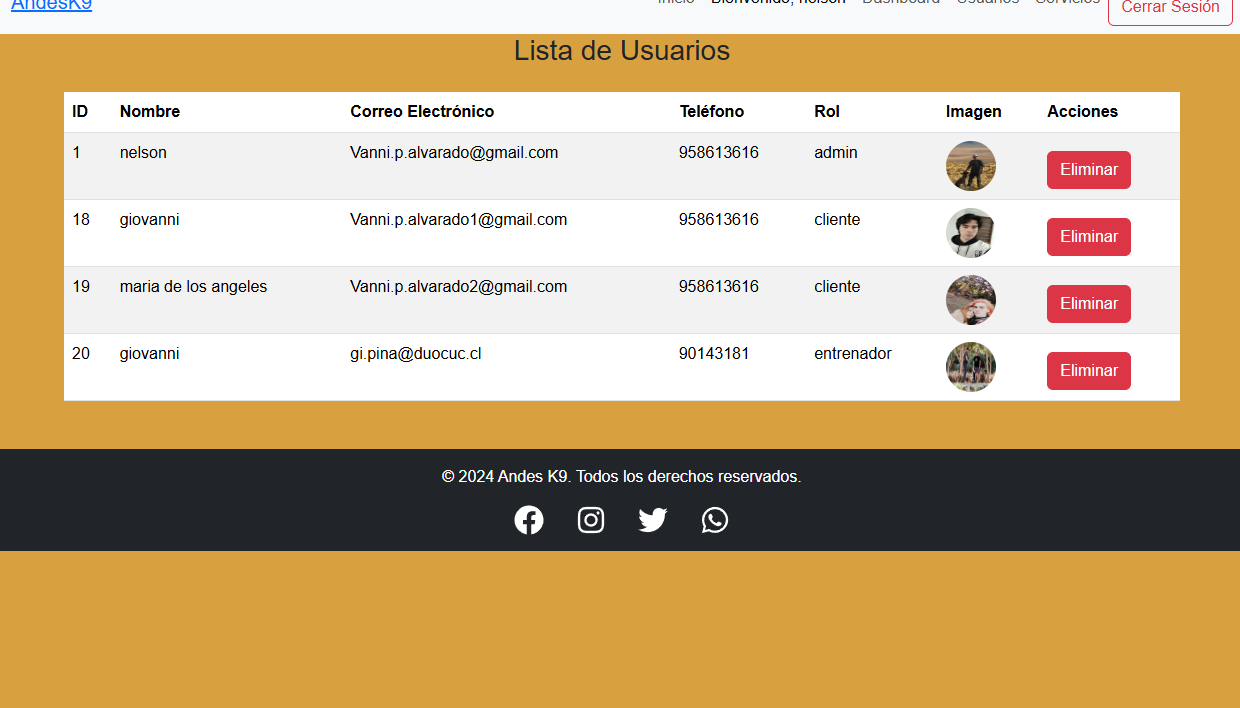 AndesK9 Inicio Bienvenido, nelson Dashboard Usuarios Servicios Cerrar Sesión
Lista de Usuarios
ID Nombre Correo Electrónico Teléfono Rol Imagen Acciones
1 nelson Vanni.p.alvarado@gmail.com 958613616 admin Eliminar
18 giovanni Vanni.p.alvarado1@gmail.com 958613616 cliente Eliminar
19 maria de los angeles Vanni.p.alvarado2@gmail.com 958613616 cliente Eliminar
20 giovanni gi.pina@duocuc.cl 90143181 entrenador Eliminar
© 2024 Andes K9. Todos los derechos reservados.